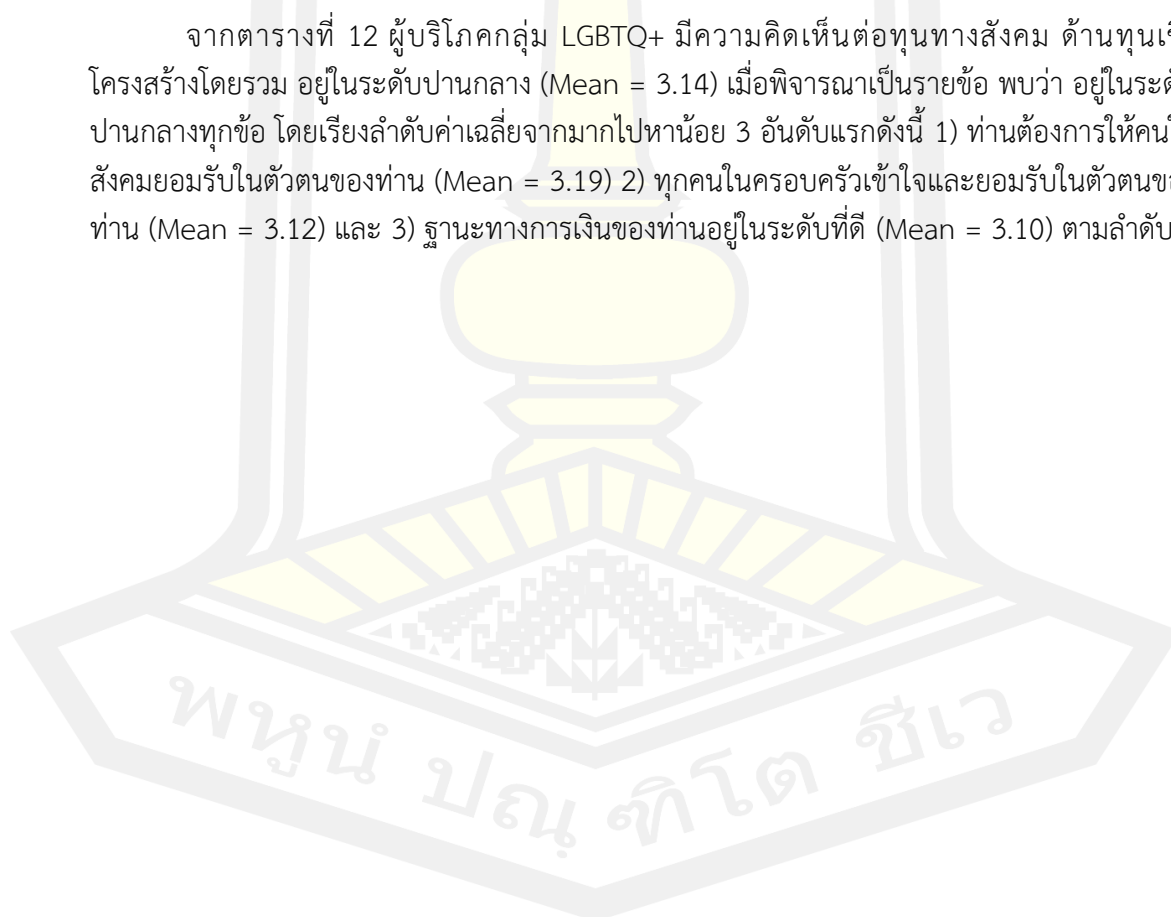 จากตารางที่ 12 ผู้บริโภคกลุ่ม LGBTQ+ มีความคิดเห็นต่อทุนทางสังคม ด้านทุนเ
โครงสร้างโดยรวม อยู่ในระดับปานกลาง (Mean = 3.14) เมื่อพิจารณาเป็นรายข้อ พบว่า อยู่ในระ
ปานกลางทุกข้อ โดยเรียงลำดับค่าเฉลี่ยจากมากไปหาน้อย 3 อันดับแรกดังนี้ 1) ท่านต้องการให้คน
สังคมยอมรับในตัวตนของท่าน (Mean = 3.19) 2) ทุกคนในครอบครัวเข้าใจและยอมรับในตัวตน
ท่าน (Mean = 3.12) และ 3) ฐานะทางการเงินของท่านอยู่ในระดับที่ดี (Mean = 3.10) ตามลำดับ
พหูนํ ปณฺฑิโต ชีเว